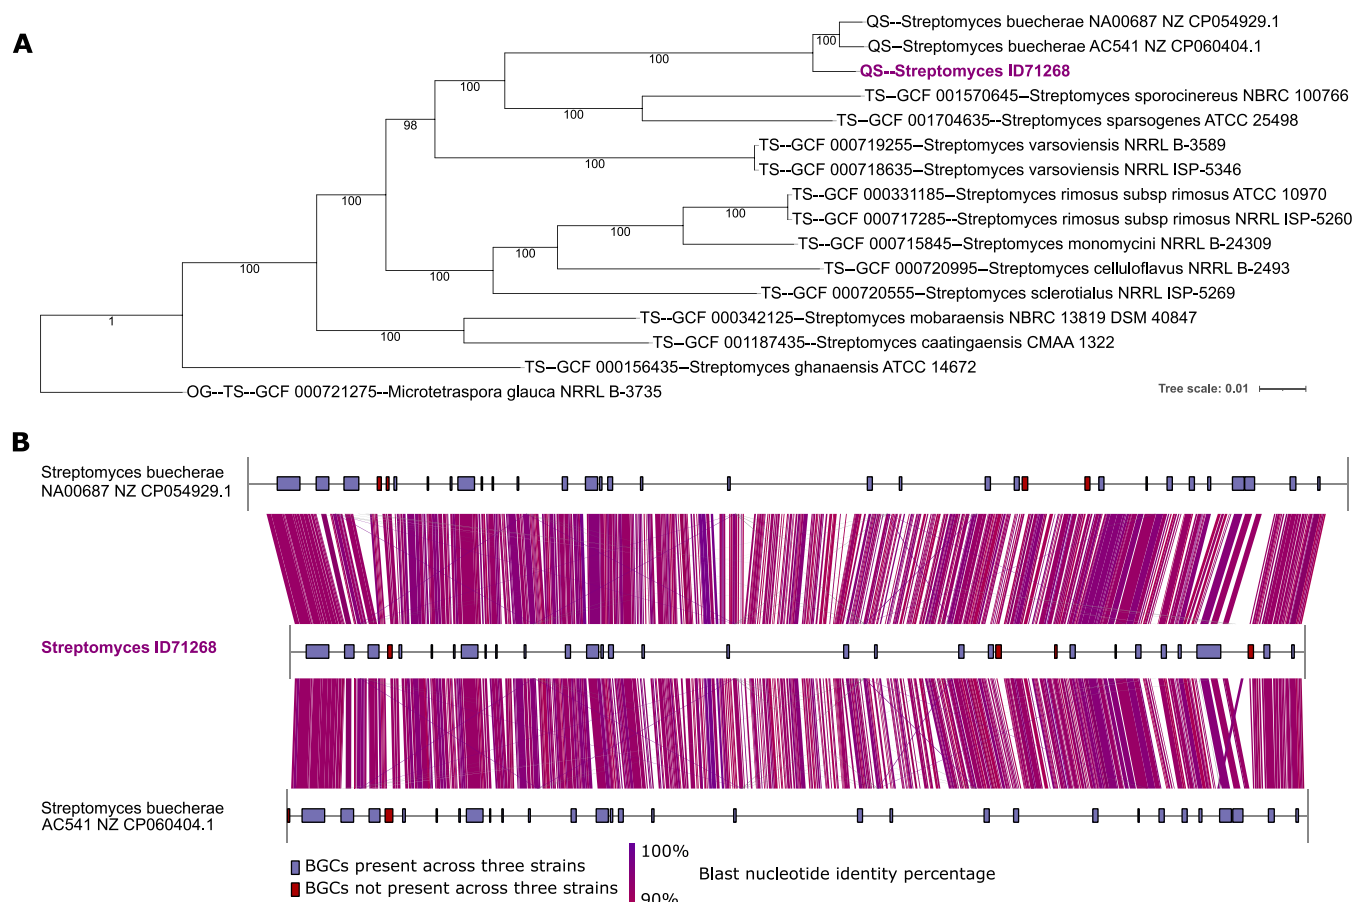 A
QS--Streptomyces buecherae NA00687 NZ CP054929.1
100
QS--Streptomyces buecherae AC541 NZ CP060404.1
100
QS--Streptomyces ID71268
100
TS--GCF 001570645--Streptomyces sporocinereus NBRC 100766
100
TS--GCF 001704635--Streptomyces sparsogenes ATCC 25498
98
TS--GCF 000719255--Streptomyces varsoviensis NRRL B-3589
100
TS--GCF 000718635--Streptomyces varsoviensis NRRL ISP-5346
100
TS--GCF 000331185--Streptomyces rimosus subsp rimosus ATCC 10970
100
TS--GCF 000717285--Streptomyces rimosus subsp rimosus NRRL ISP-5260
100
TS--GCF 000715845--Streptomyces monomycini NRRL B-24309
100
TS--GCF 000720995--Streptomyces celluloflavus NRRL B-2493
100
TS--GCF 000720555--Streptomyces sclerotialus NRRL ISP-5269
1
TS--GCF 000342125--Streptomyces mobaraensis NBRC 13819 DSM 40847
100
TS--GCF 001187435--Streptomyces caatingaensis CMAA 1322
TS--GCF 000156435--Streptomyces ghanaensis ATCC 14672
OG--TS--GCF 000721275--Microtetraspora glauca NRRL B-3735
Tree scale: 0.01
B
Streptomyces buecherae
NA00687 NZ CP054929.1
Streptomyces ID71268
Streptomyces buecherae
AC541 NZ CP060404.1
BGCs present across three strains
BGCs not present across three strains
100%
Blast nucleotide identity percentage
90%